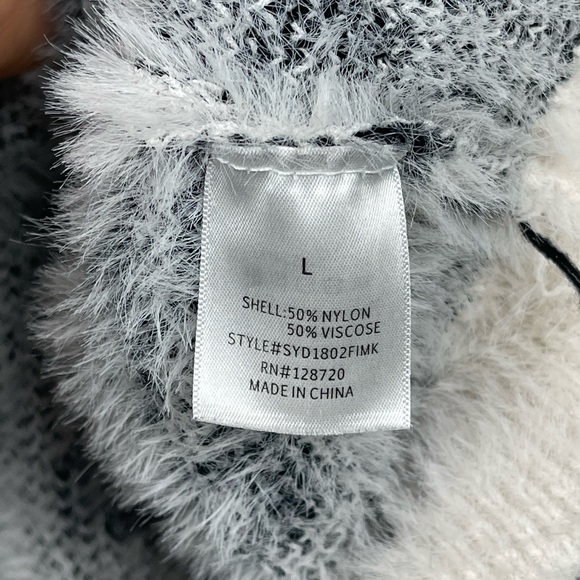 L
SHELL:50% NYLON
50% VISCOSE
STYLE#SYD1802FIMK
RN#128720
MADE IN CHINA